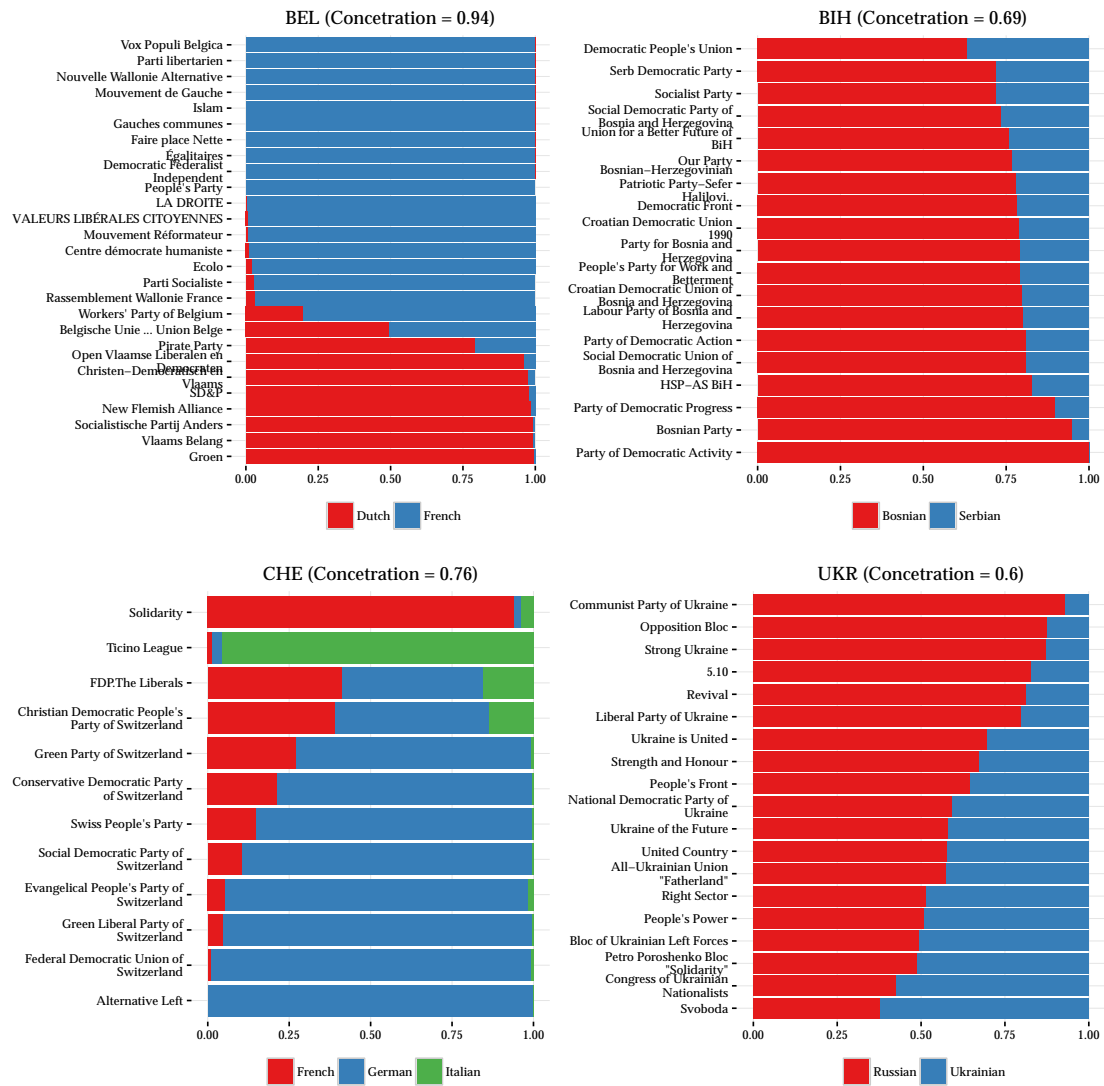 BEL (Concetration = 0.94)
Vox Populi Belgica
Parti libertarien
Nouvelle Wallonie Alternative
Mouvement de Gauche
Islam
Gauches communes
Faire place Nette
Égalitaires
Democratic Féderalist
Independent
People's Party
LA DROITE
VALEURS LIBÉRALES CITOYENNES
Mouvement Réformateur
Centre démocrate humaniste
Ecolo
Parti Socialiste
Rassemblement Wallonie France
Workers' Party of Belgium
Belgische Unie ... Union Belge
Pirate Party
Open Vlaamse Liberalen en
Democraten
Christen−Democratisch en
Vlaams
SD&P
New Flemish Alliance
Socialistische Partij Anders
Vlaams Belang
Groen
0.00 0.25 0.50 0.75 1.00
Dutch French
BIH (Concetration = 0.69)
Democratic People's Union
Serb Democratic Party
Socialist Party
Social Democratic Party of
Bosnia and Herzegovina
Union for a Better Future of
BiH
Our Party
Bosnian−Herzegovinian
Patriotic Party−Sefer
Halilovi..
Democratic Front
Croatian Democratic Union
1990
Party for Bosnia and
Herzegovina
People's Party for Work and
Betterment
Croatian Democratic Union of
Bosnia and Herzegovina
Labour Party of Bosnia and
Herzegovina
Party of Democratic Action
Social Democratic Union of
Bosnia and Herzegovina
HSP−AS BiH
Party of Democratic Progress
Bosnian Party
Party of Democratic Activity
0.00 0.25 0.50 0.75 1.00
Bosnian Serbian
CHE (Concetration = 0.76)
Solidarity
Ticino League
FDP.The Liberals
Christian Democratic People's
Party of Switzerland
Green Party of Switzerland
Conservative Democratic Party
of Switzerland
Swiss People's Party
Social Democratic Party of
Switzerland
Evangelical People's Party of
Switzerland
Green Liberal Party of
Switzerland
Federal Democratic Union of
Switzerland
Alternative Left
0.00 0.25 0.50 0.75 1.00
French German Italian
UKR (Concetration = 0.6)
Communist Party of Ukraine
Opposition Bloc
Strong Ukraine
5.10
Revival
Liberal Party of Ukraine
Ukraine is United
Strength and Honour
People's Front
National Democratic Party of
Ukraine
Ukraine of the Future
United Country
All−Ukrainian Union
"Fatherland"
Right Sector
People's Power
Bloc of Ukrainian Left Forces
Petro Poroshenko Bloc
"Solidarity"
Congress of Ukrainian
Nationalists
Svoboda
0.00 0.25 0.50 0.75 1.00
Russian Ukrainian